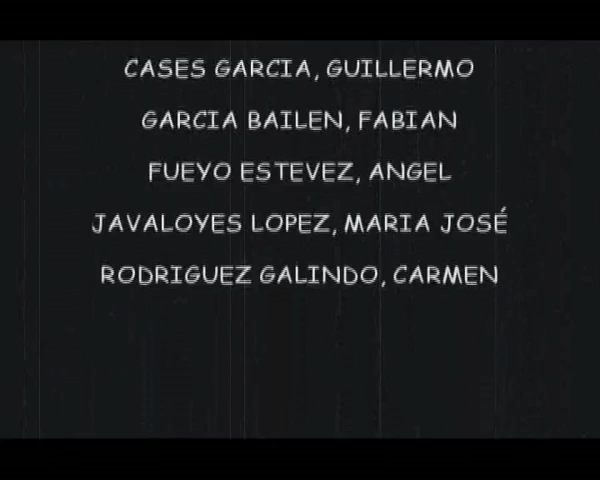 CASES GARCIA, GUILLERMO
GARCIA BAILEN, FABIAN
FUEYO ESTEVEZ, ANGEL
JAVALOYES LOPEZ, MARIA JOSÉ
RODRIGUEZ GALINDO, CARMEN